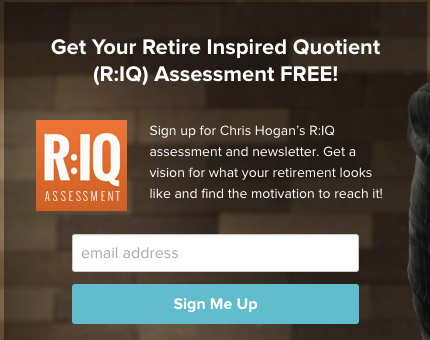 Get Your Retire Inspired Quotient
(R:IQ) Assessment FREE!
R:IQ
ASSESSMENT
Sign up for Chris Hogan’s R:IQ
assessment and newsletter. Get a
vision for what your retirement looks
like and find the motivation to reach it!
email address
Sign Me Up